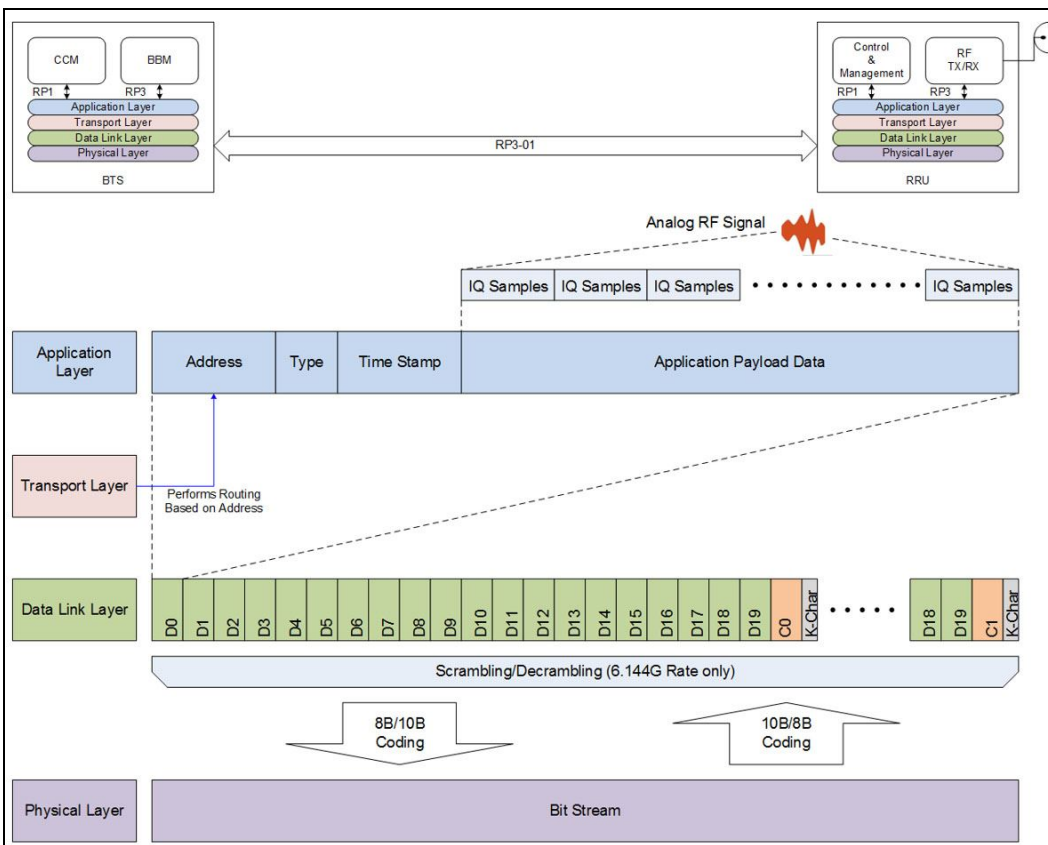 CCM
BBM
RP1
RP3
Application Layer
Transport Layer
Data Link Layer
Physical Layer
BTS
RP3-01
Control
&
Management
RF
TX/RX
RP1
RP3
Application Layer
Transport Layer
Data Link Layer
Physical Layer
RRU
Analog RF Signal
IQ Samples
IQ Samples
IQ Samples
IQ Samples
Application
Layer
Address
Type
Time Stamp
Application Payload Data
Transport Layer
Performs Routing
Based on Address
Data Link Layer
D0
D1
D2
D3
D4
D5
D6
D7
D8
D9
D10
D11
D12
D13
D14
D15
D16
D17
D18
D19
C0
K-Char
D18
D19
C1
K-Char
Scrambling/Decrambling (6.144G Rate only)
8B/10B
Coding
10B/8B
Coding
Physical Layer
Bit Stream